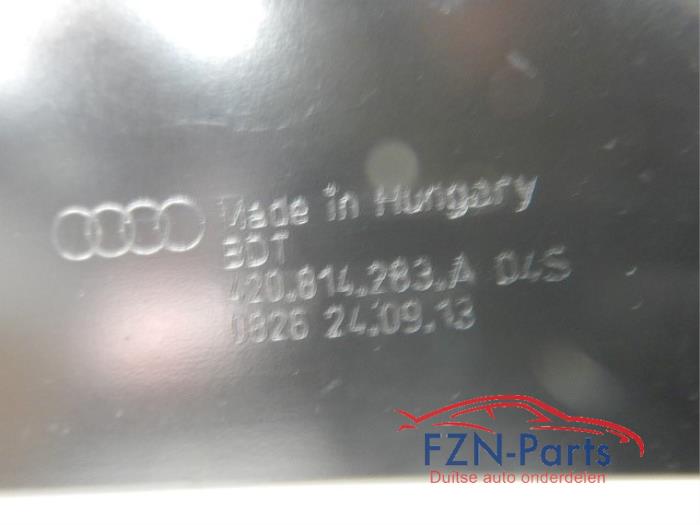 Made in Hungary
BDT
420.814.283.A 04S
0826 24.09.13
FZN-Parts
Duitse auto onderdelen